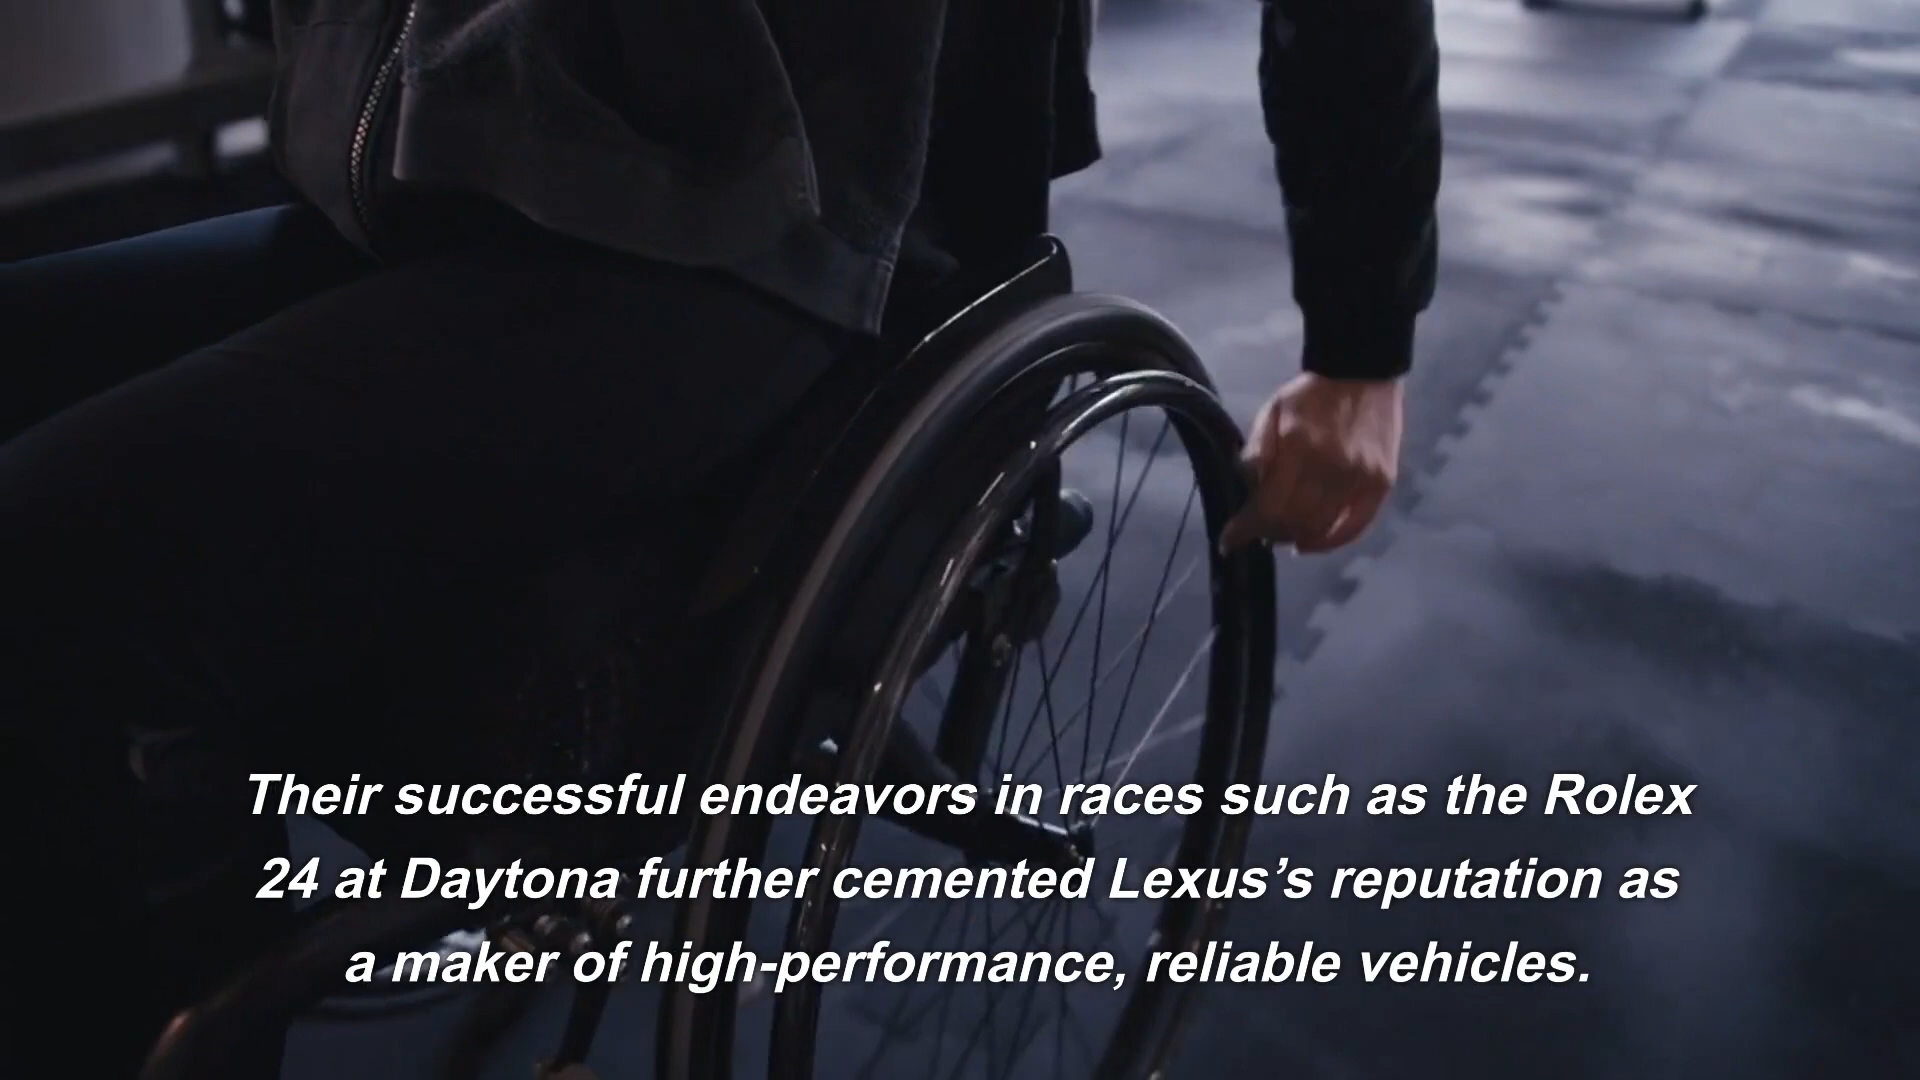 Their successful endeavors in races such as the Rolex
24 at Daytona further cemented Lexus’s reputation as
a maker of high-performance, reliable vehicles.